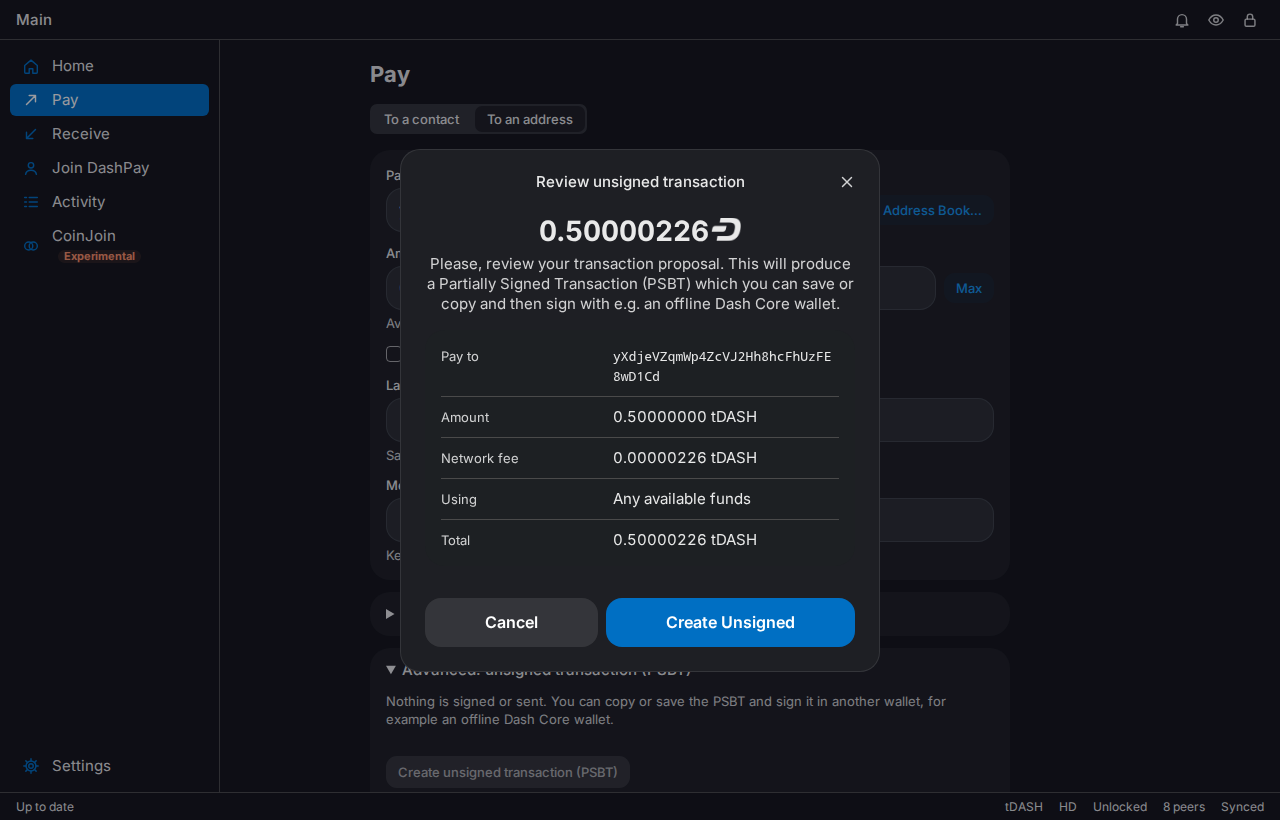 Main
Home
Pay
Receive
Join DashPay
Activity
CoinJoin
Experimental
Settings
Pay
To a contact
To an address
Address Book...
Max
Review unsigned transaction
0.50000226
Please, review your transaction proposal. This will produce
a Partially Signed Transaction (PSBT) which you can save or
copy and then sign with e.g. an offline Dash Core wallet.
Pay to
yXdjeVZqmWp4ZcVJ2Hh8hcFhUzFE
8wD1Cd
Amount
0.50000000 tDASH
Network fee
0.00000226 tDASH
Using
Any available funds
Total
0.50000226 tDASH
Cancel
Create Unsigned
Advanced: unsigned transaction (PSBT)
Nothing is signed or sent. You can copy or save the PSBT and sign it in another wallet, for
example an offline Dash Core wallet.
Create unsigned transaction (PSBT)
Up to date
tDASH
HD
Unlocked
8 peers
Synced